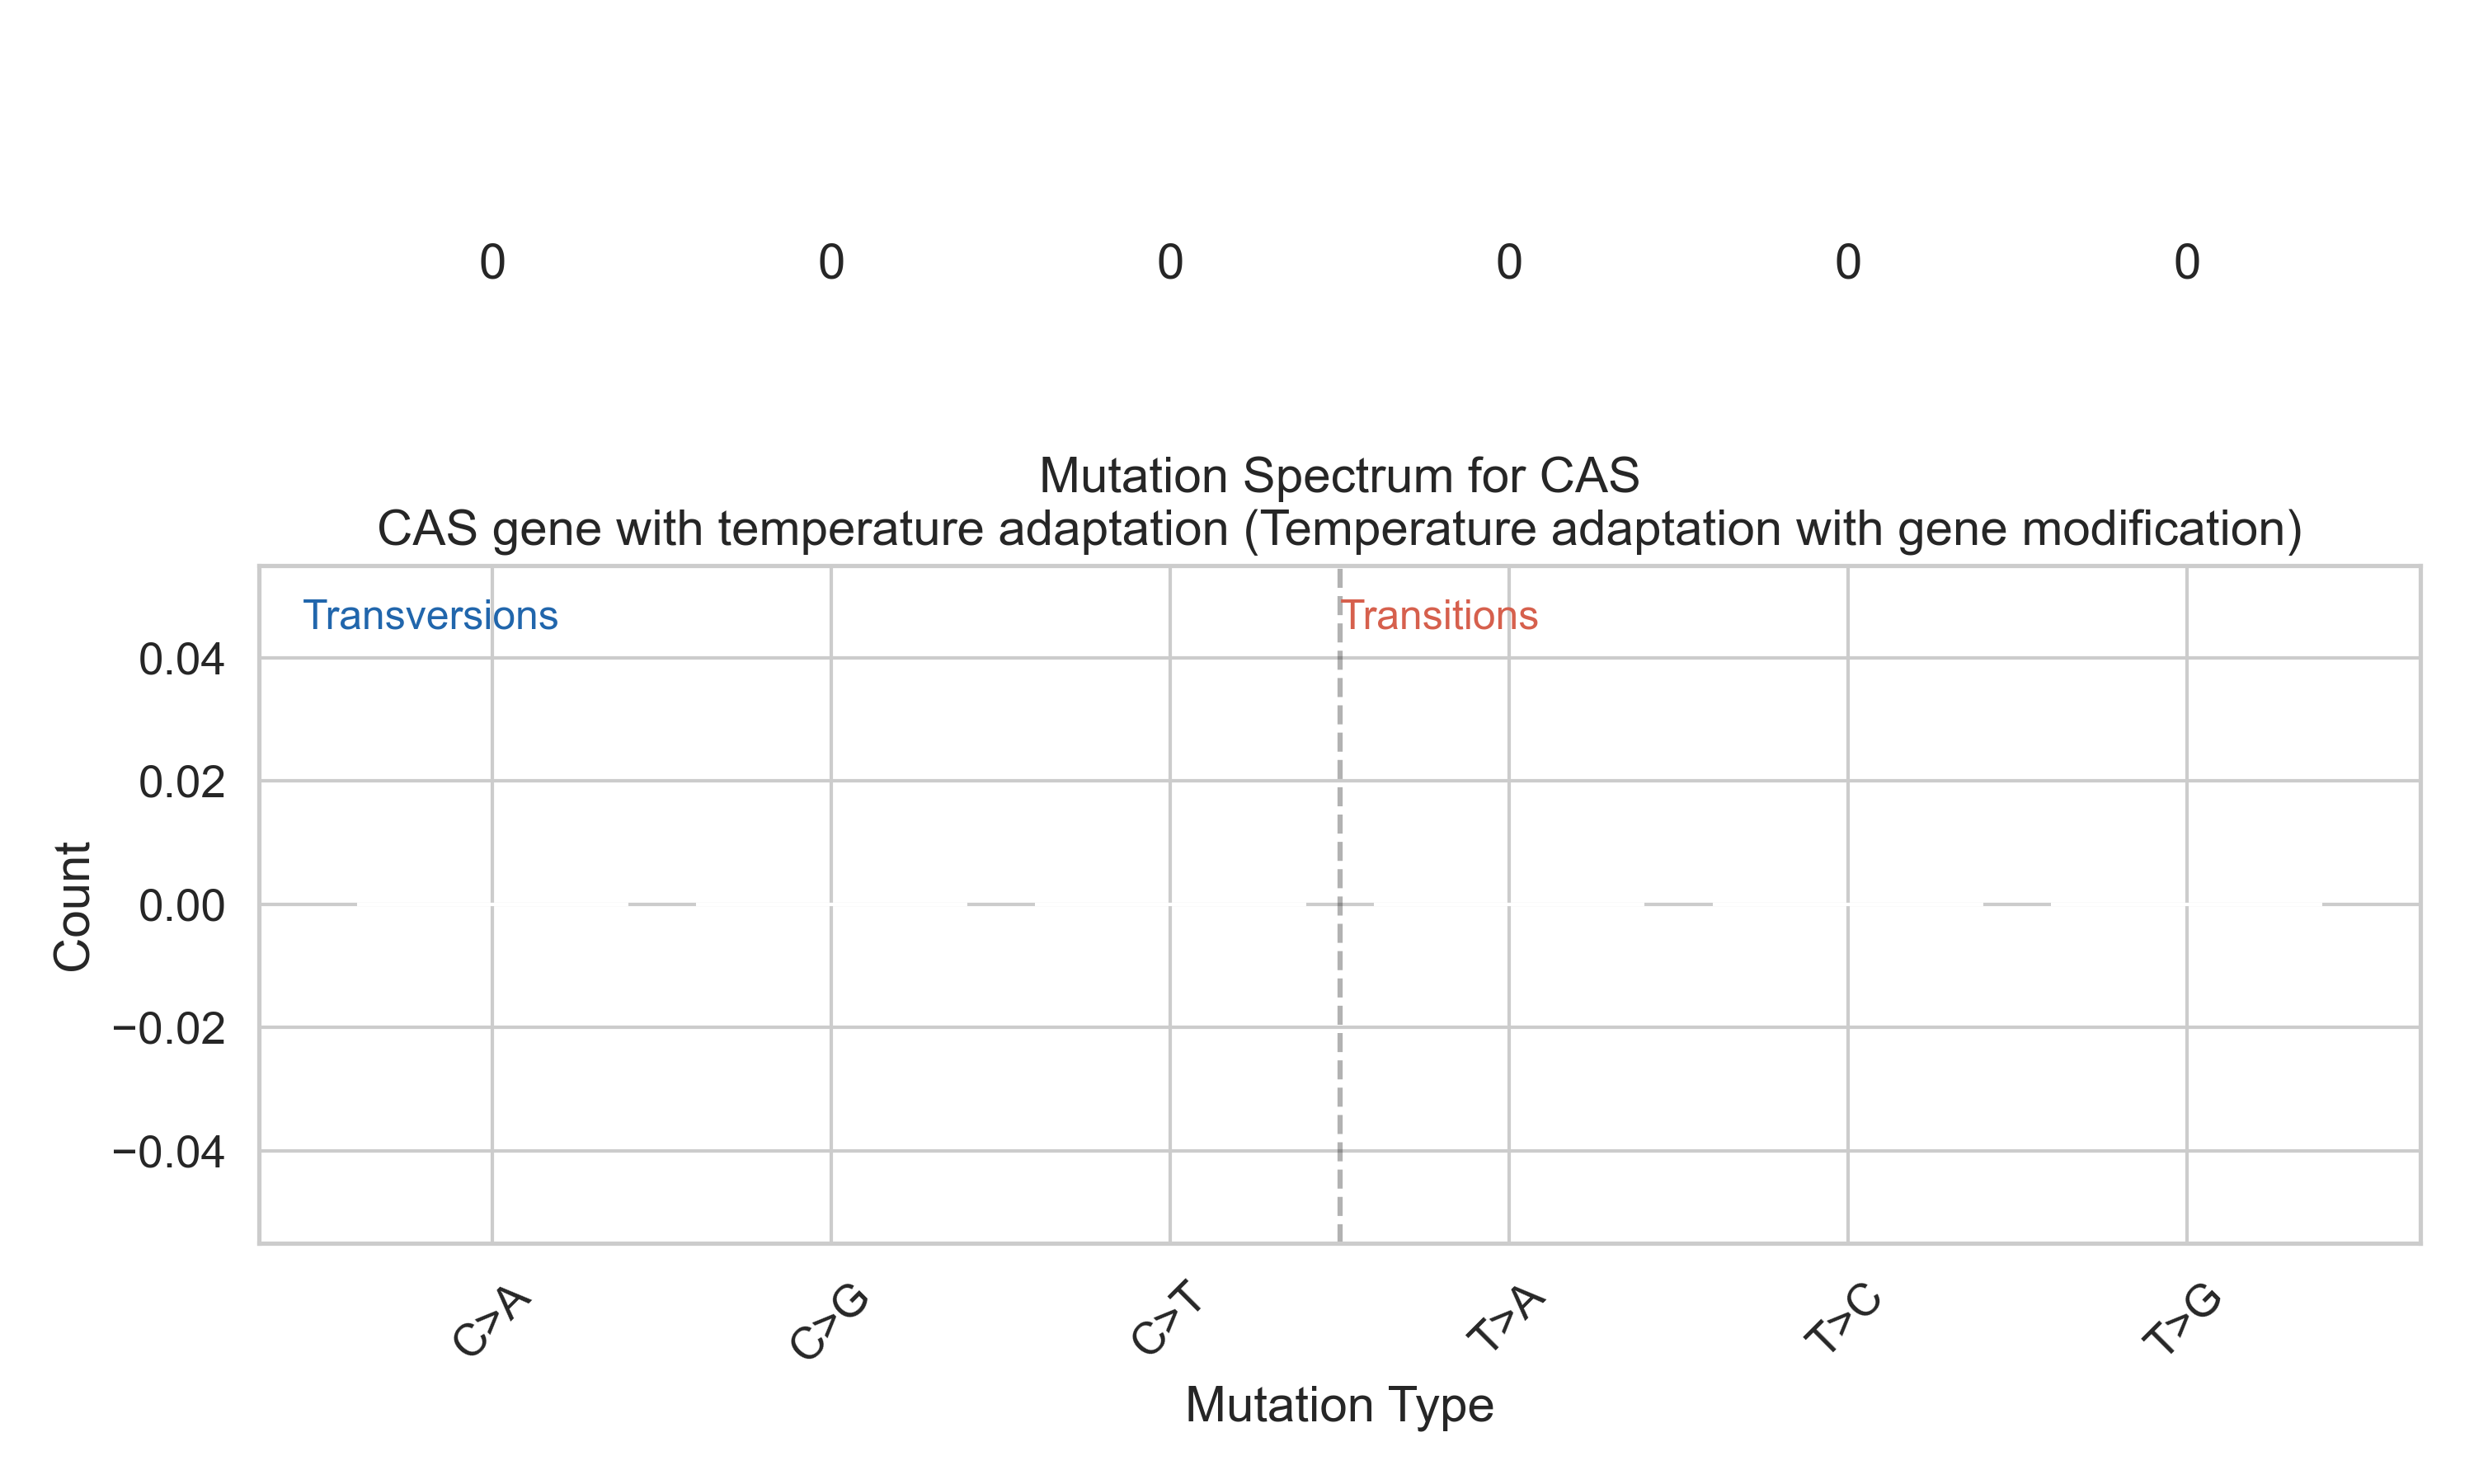 0 0 0 0 0 0
Mutation Spectrum for CAS
CAS gene with temperature adaptation (Temperature adaptation with gene modification)
Transversions Transitions
0.04
0.02
0.00
−0.02
−0.04
Count
C>A C>G C>T T>A T>C T>G
Mutation Type